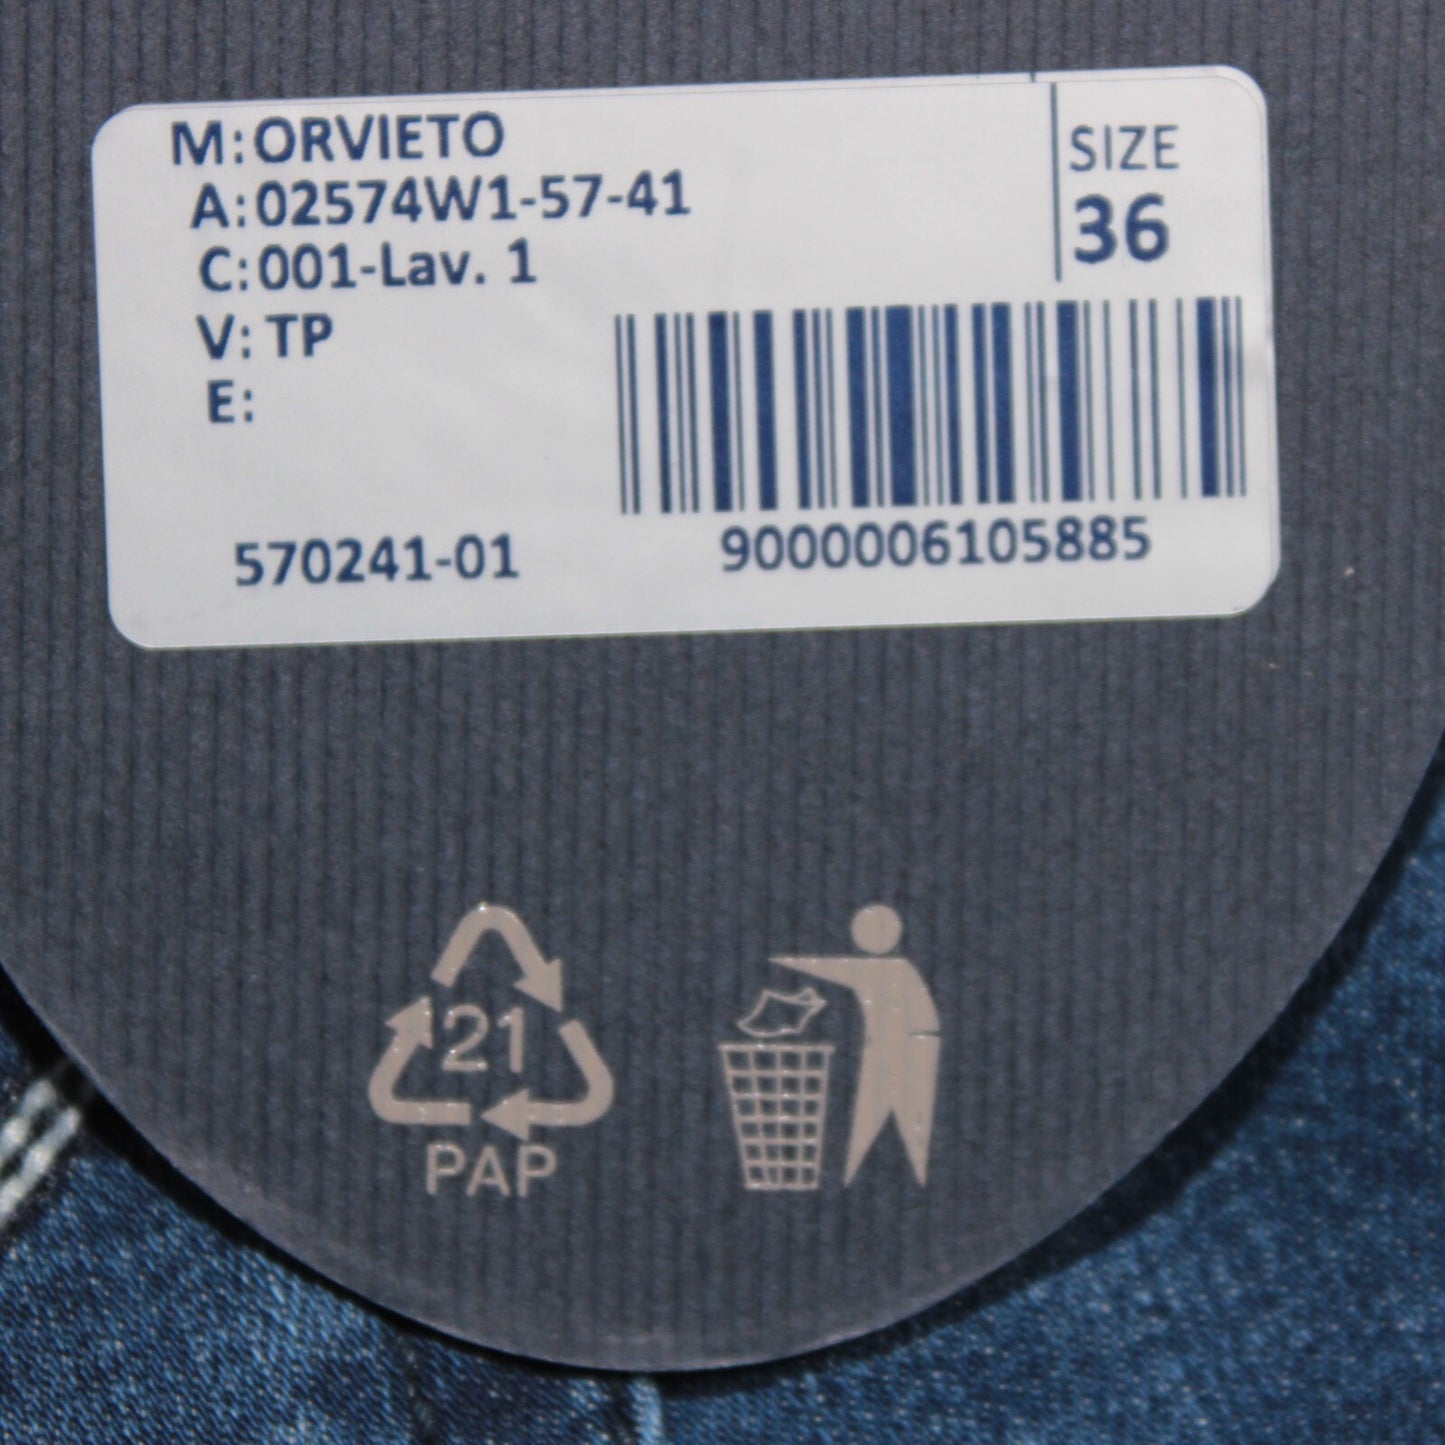 M:ORVIETO
A:02574W1-57-41
C:001-Lav. 1
V: TP
E:
SIZE
36
570241-01
9000006105885
21
PAP